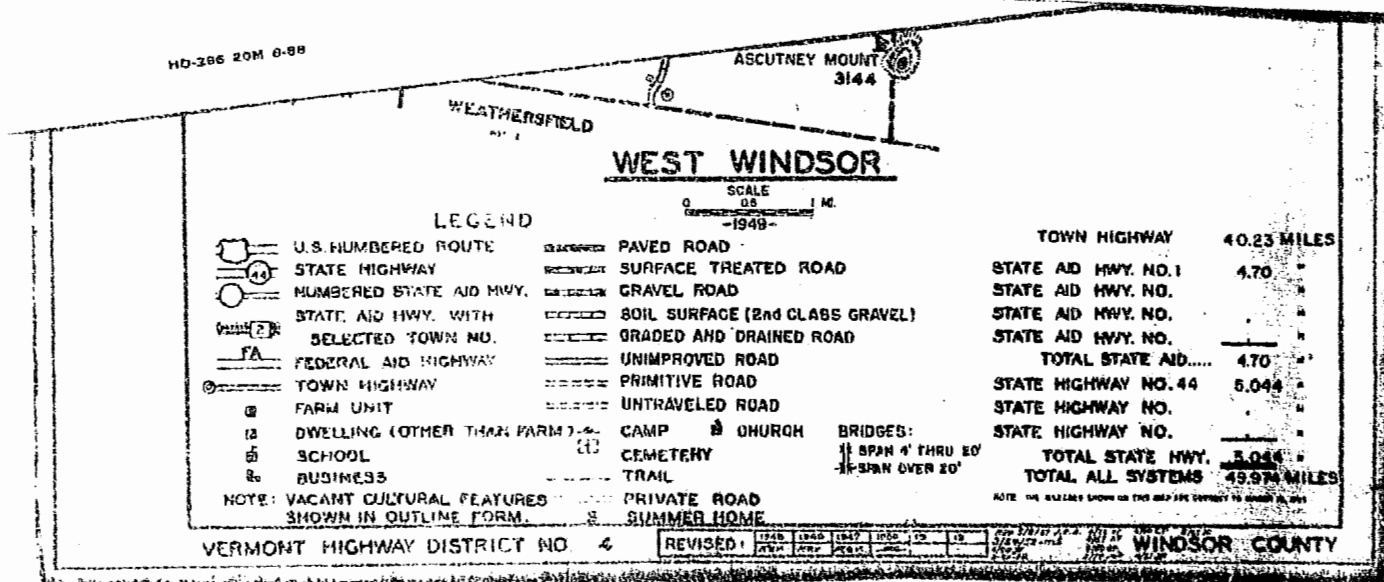 HD-286 20M 8-88
ASCUTNEY MOUNT
3144
WEATHERSFIELD
WEST WINDSOR
SCALE
0 0.5 1 MI.
-1949-
LEGEND
U.S. NUMBERED ROUTE
44 STATE HIGHWAY
NUMBERED STATE AID HWY.
STATE AID HWY. WITH
2 SELECTED TOWN NO.
FA FEDERAL AID HIGHWAY
TOWN HIGHWAY
FARM UNIT
DWELLING (OTHER THAN FARM)
SCHOOL
BUSINESS
NOTE: VACANT CULTURAL FEATURES
SHOWN IN OUTLINE FORM.
PAVED ROAD
SURFACE TREATED ROAD
GRAVEL ROAD
SOIL SURFACE (2nd CLASS GRAVEL)
GRADED AND DRAINED ROAD
UNIMPROVED ROAD
PRIMITIVE ROAD
UNTRAVELED ROAD
CAMP CHURCH
CEMETERY
TRAIL
PRIVATE ROAD
SUMMER HOME
BRIDGES:
SPAN 4' THRU 20'
SPAN OVER 20'
TOWN HIGHWAY 40.23 MILES
STATE AID HWY. NO. 1 4.70 "
STATE AID HWY. NO. . "
STATE AID HWY. NO. . "
STATE AID HWY. NO. . "
TOTAL STATE AID..... 4.70 "
STATE HIGHWAY NO. 44 5.044 "
STATE HIGHWAY NO. . "
STATE HIGHWAY NO. . "
TOTAL STATE HWY. 5.044 "
TOTAL ALL SYSTEMS 49.974 MILES
VERMONT HIGHWAY DISTRICT NO. 4
REVISED:
WINDSOR COUNTY